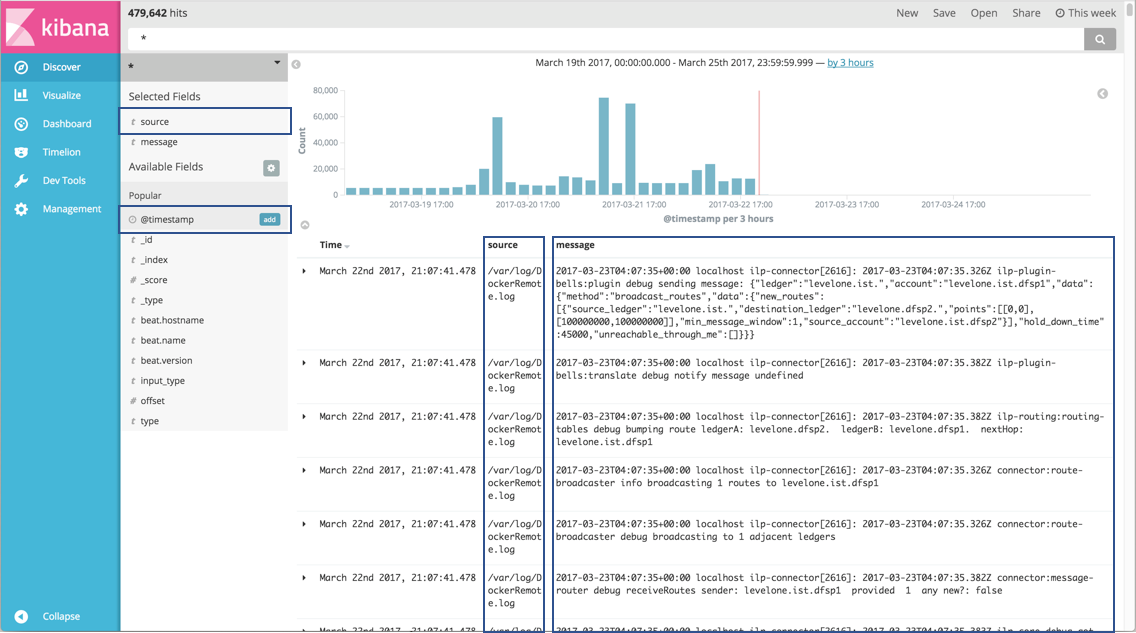 kibana
479,642 hits
New Save Open Share This week
*
Discover
Visualize
Dashboard
Timelion
Dev Tools
Management
Collapse
*
Selected Fields
t source
t message
Available Fields
Popular
@timestamp add
t _id
t _index
# _score
t _type
t beat.hostname
t beat.name
t beat.version
t input_type
# offset
t type
March 19th 2017, 00:00:00.000 - March 25th 2017, 23:59:59.999 — by 3 hours
Count
80,000
60,000
40,000
20,000
0
2017-03-19 17:00 2017-03-20 17:00 2017-03-21 17:00 2017-03-22 17:00 2017-03-23 17:00 2017-03-24 17:00
@timestamp per 3 hours
Time source message
March 22nd 2017, 21:07:41.478
/var/log/D
ockerRemot
e.log
2017-03-23T04:07:35+00:00 localhost ilp-connector[2616]: 2017-03-23T04:07:35.326Z ilp-plugin-
bells:plugin debug sending message: {"ledger":"levelone.ist.","account":"levelone.ist.dfsp1","data":
{"method":"broadcast_routes","data":{"new_routes":
[{"source_ledger":"levelone.ist.","destination_ledger":"levelone.dfsp2.","points":[[0,0],
[100000000,100000000]],"min_message_window":1,"source_account":"levelone.ist.dfsp2"}],"hold_down_time"
:45000,"unreachable_through_me":[]}}}
March 22nd 2017, 21:07:41.478
/var/log/D
ockerRemot
e.log
2017-03-23T04:07:35+00:00 localhost ilp-connector[2616]: 2017-03-23T04:07:35.382Z ilp-plugin-
bells:translate debug notify message undefined
March 22nd 2017, 21:07:41.478
/var/log/D
ockerRemot
e.log
2017-03-23T04:07:35+00:00 localhost ilp-connector[2616]: 2017-03-23T04:07:35.382Z ilp-routing:routing-
tables debug bumping route ledgerA: levelone.dfsp2. ledgerB: levelone.dfsp1. nextHop:
levelone.ist.dfsp1
March 22nd 2017, 21:07:41.478
/var/log/D
ockerRemot
e.log
2017-03-23T04:07:35+00:00 localhost ilp-connector[2616]: 2017-03-23T04:07:35.326Z connector:route-
broadcaster info broadcasting 1 routes to levelone.ist.dfsp1
March 22nd 2017, 21:07:41.478
/var/log/D
ockerRemot
e.log
2017-03-23T04:07:35+00:00 localhost ilp-connector[2616]: 2017-03-23T04:07:35.326Z connector:route-
broadcaster debug broadcasting to 1 adjacent ledgers
March 22nd 2017, 21:07:41.478
/var/log/D
ockerRemot
e.log
2017-03-23T04:07:35+00:00 localhost ilp-connector[2616]: 2017-03-23T04:07:35.382Z connector:message-
router debug receiveRoutes sender: levelone.ist.dfsp1 provided 1 any new?: false